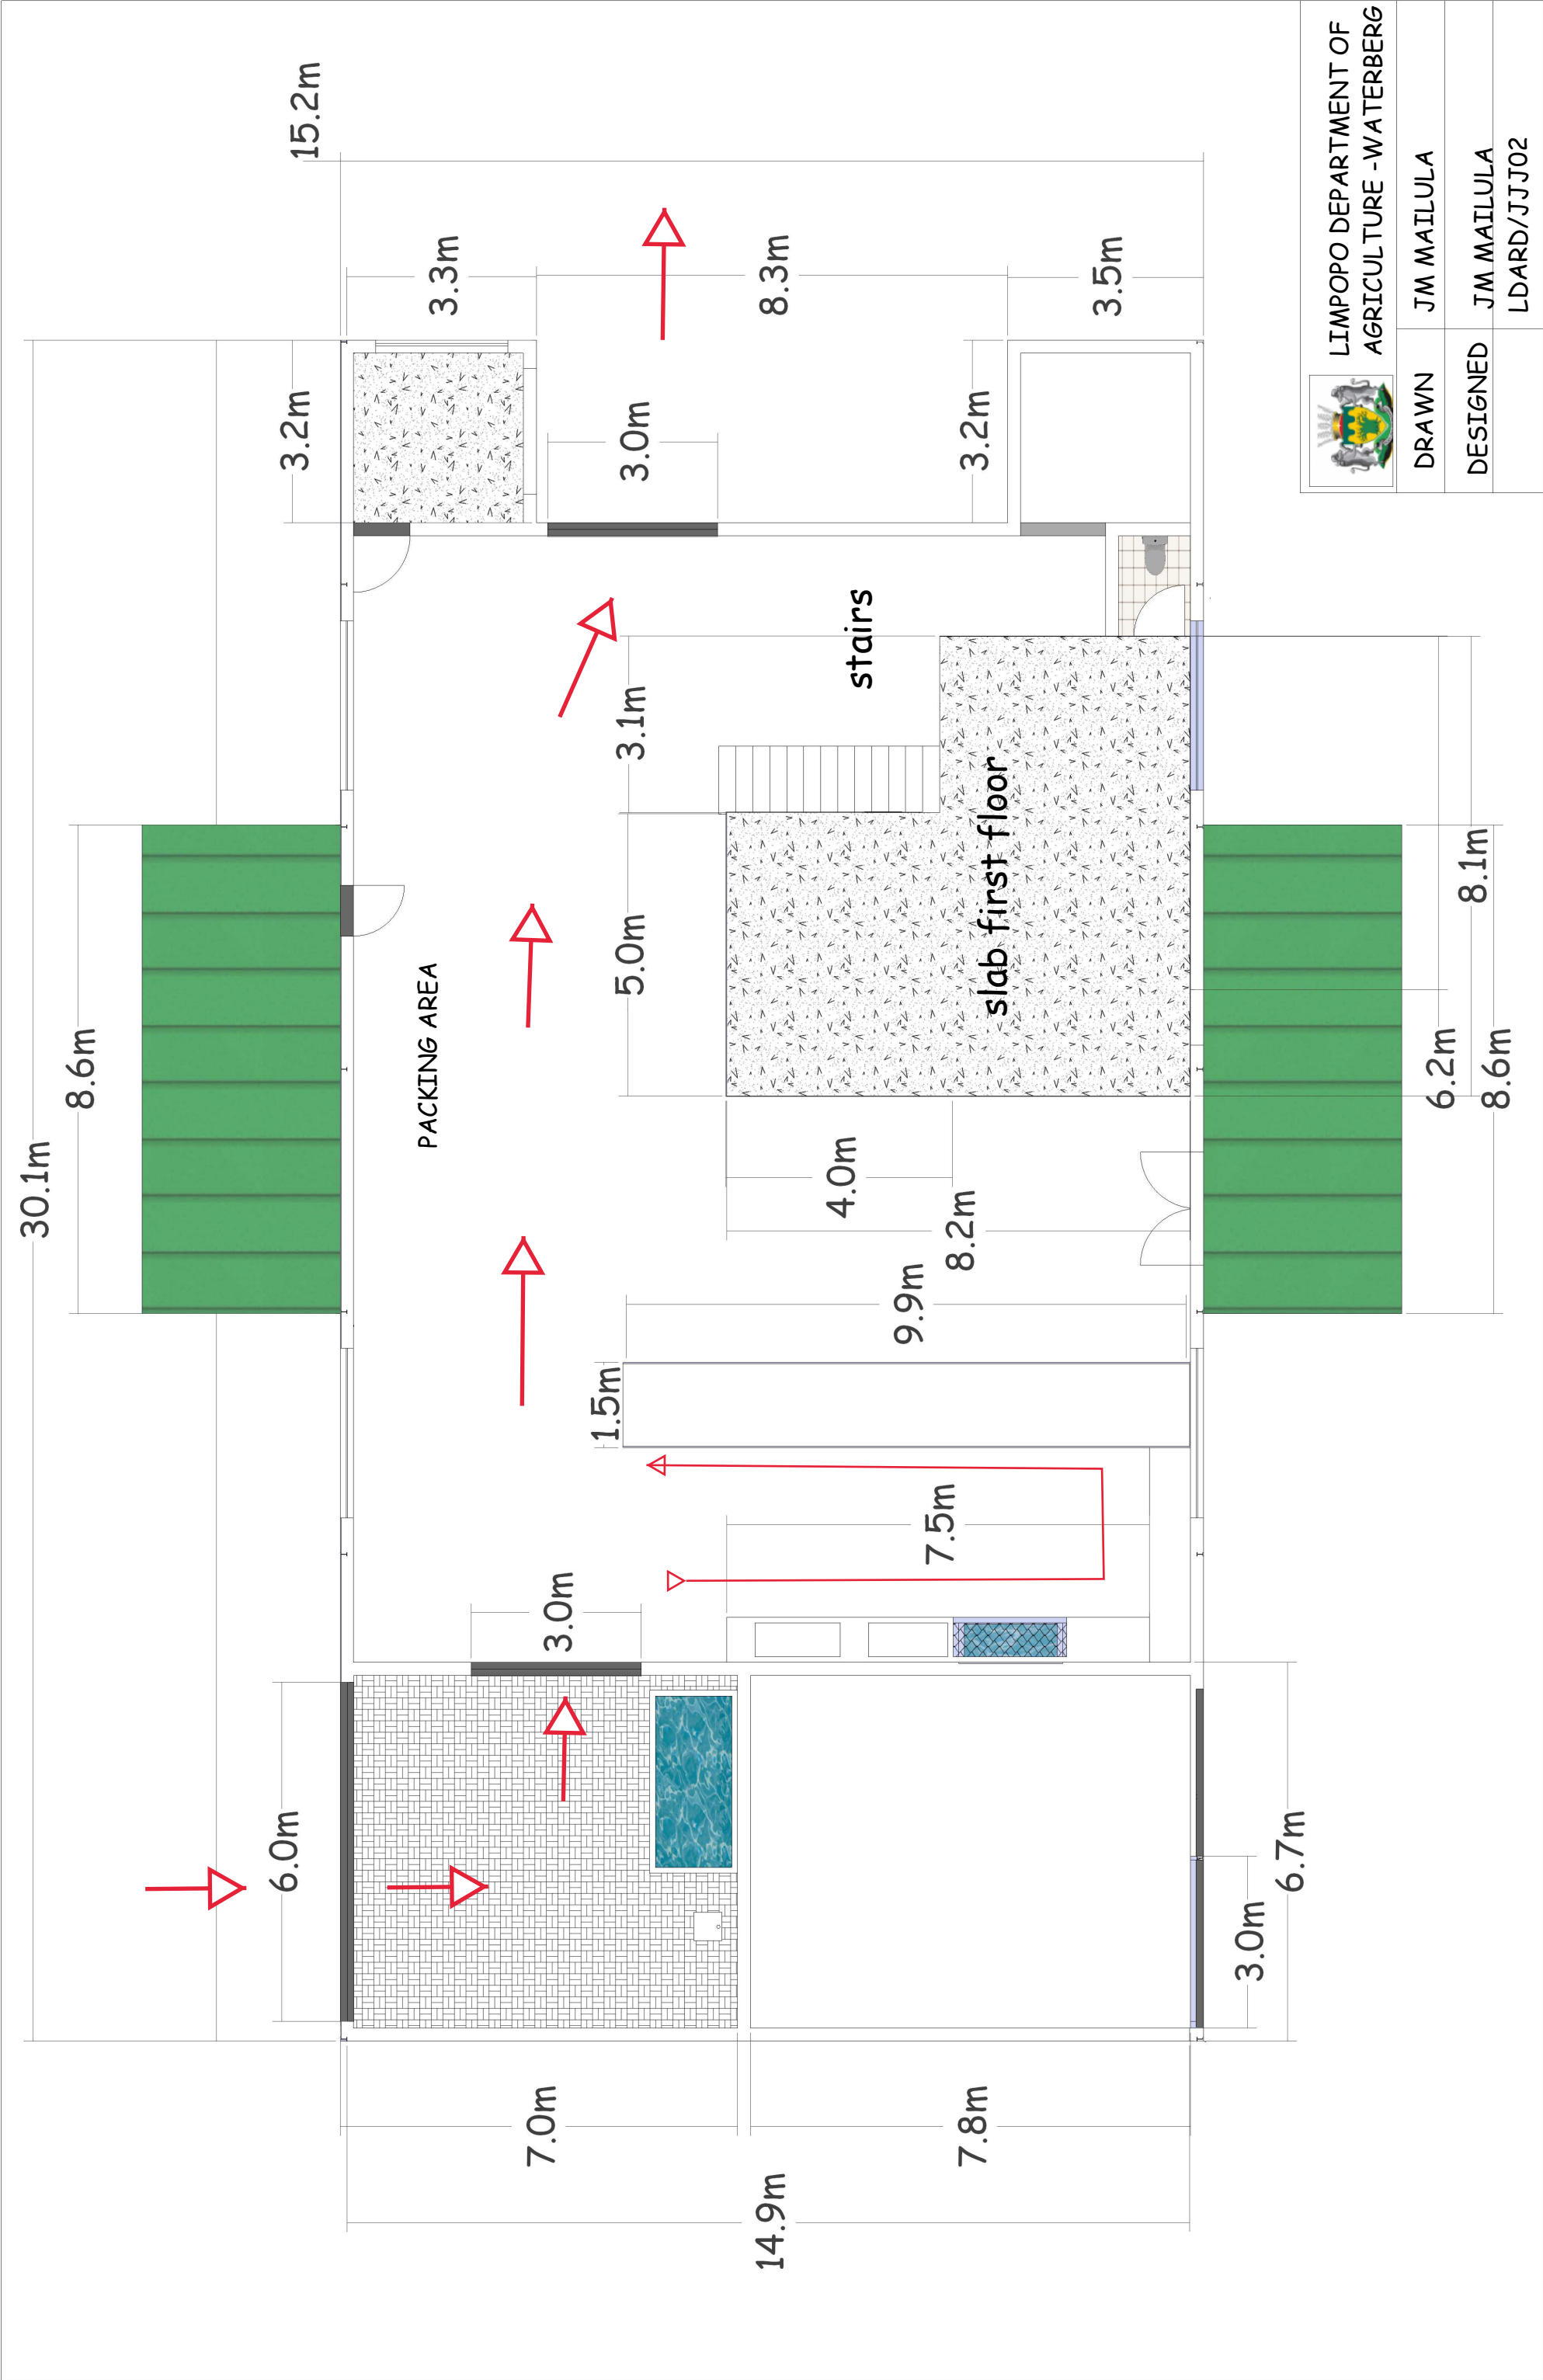 30.1m
8.6m
15.2m
3.2m
3.3m
6.0m
PACKING AREA
3.0m
8.3m
3.0m
3.1m
5.0m
1.5m
stairs
4.0m
8.2m
9.9m
7.5m
slab first floor
3.2m
3.5m
7.0m
7.8m
14.9m
3.0m
6.7m
6.2m
8.1m
8.6m
LIMPOPO DEPARTMENT OF
AGRICULTURE -WATERBERG
DRAWN JM MAILULA
DESIGNED JM MAILULA
LDARD/JJJ02